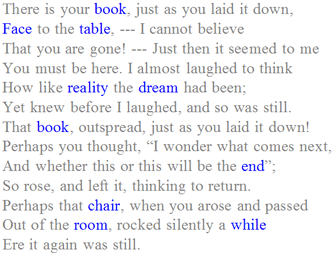 There is your book, just as you laid it down,
Face to the table, --- I cannot believe
That you are gone! --- Just then it seemed to me
You must be here. I almost laughed to think
How like reality the dream had been;
Yet knew before I laughed, and so was still.
That book, outspread, just as you laid it down!
Perhaps you thought, “I wonder what comes next,
And whether this or this will be the end”;
So rose, and left it, thinking to return.
Perhaps that chair, when you arose and passed
Out of the room, rocked silently a while
Ere it again was still.